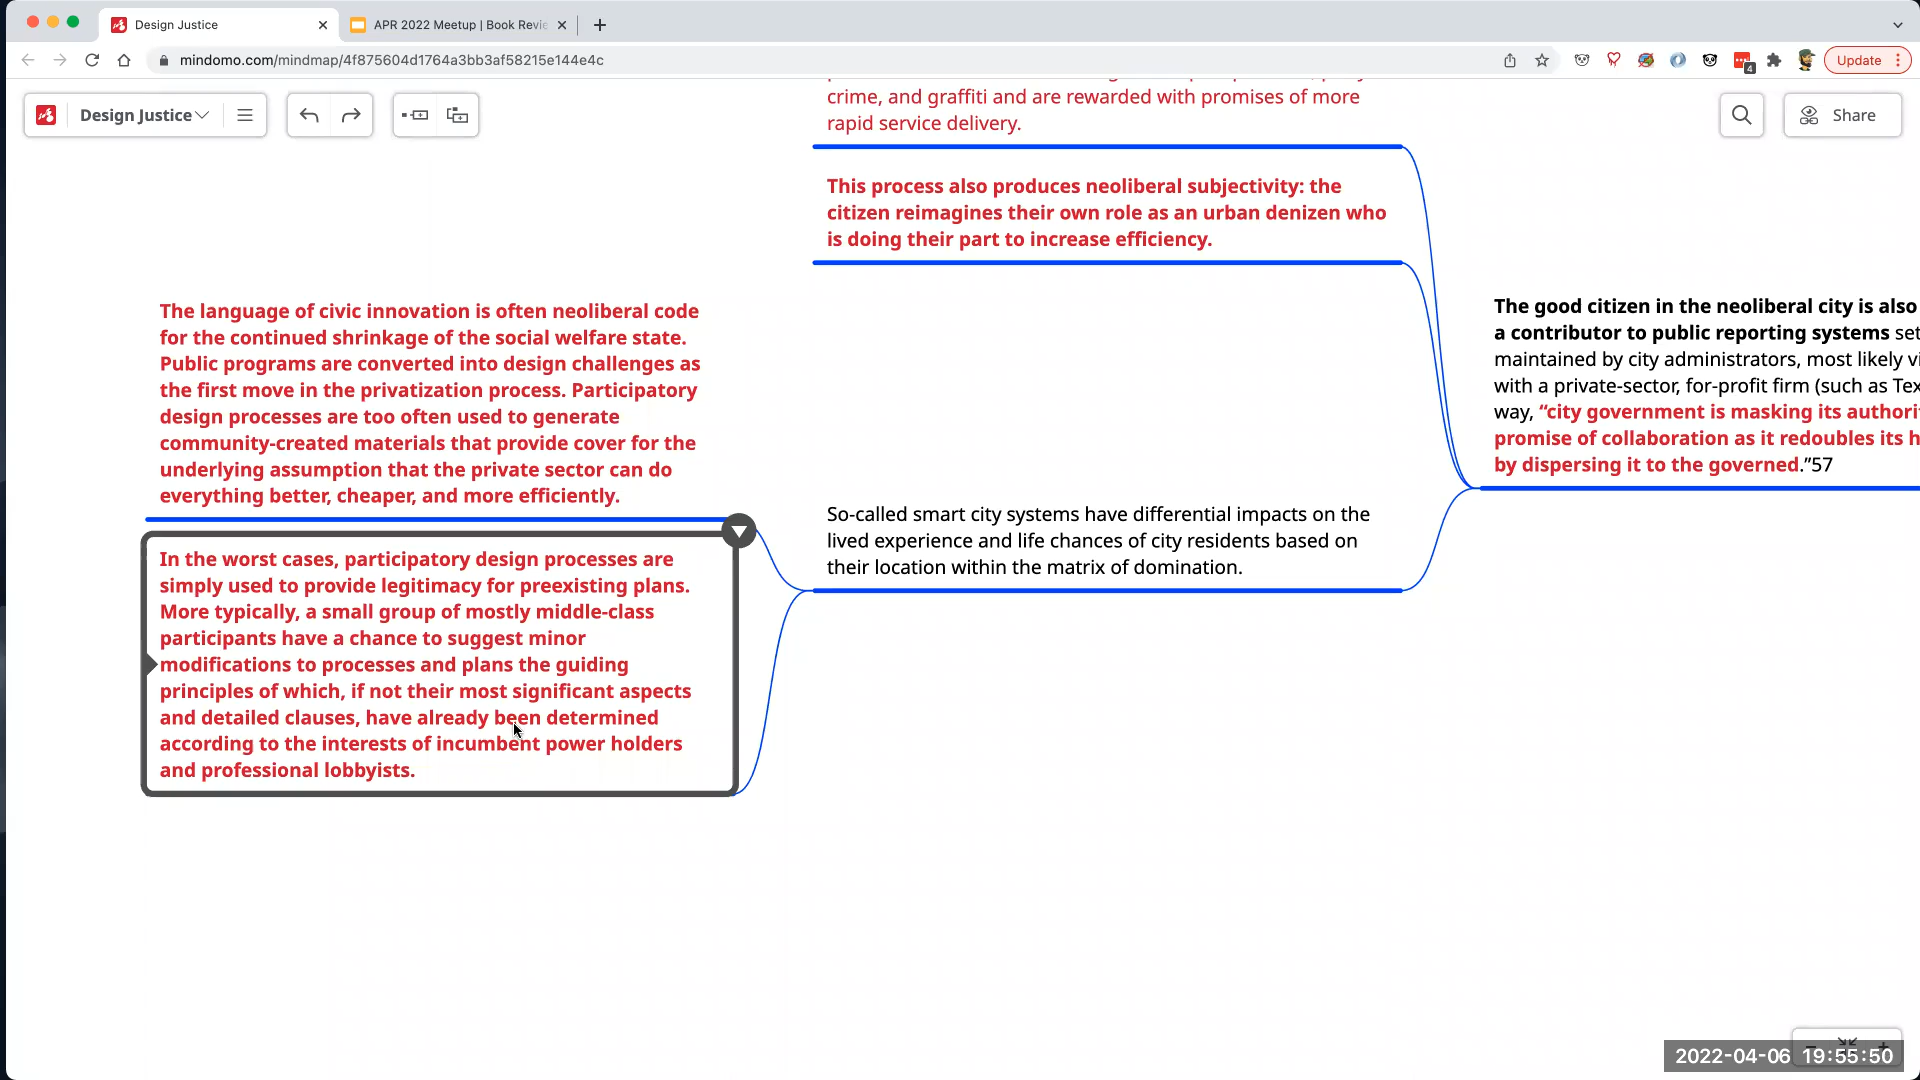 Design Justice
APR 2022 Meetup | Book Revie
mindomo.com/mindmap/4f875604d1764a3bb3af58215e144e4c
4
Update
Design Justice
Share
crime, and graffiti and are rewarded with promises of more
rapid service delivery.
This process also produces neoliberal subjectivity: the
citizen reimagines their own role as an urban denizen who
is doing their part to increase efficiency.
The language of civic innovation is often neoliberal code
for the continued shrinkage of the social welfare state.
Public programs are converted into design challenges as
the first move in the privatization process. Participatory
design processes are too often used to generate
community-created materials that provide cover for the
underlying assumption that the private sector can do
everything better, cheaper, and more efficiently.
In the worst cases, participatory design processes are
simply used to provide legitimacy for preexisting plans.
More typically, a small group of mostly middle-class
participants have a chance to suggest minor
modifications to processes and plans the guiding
principles of which, if not their most significant aspects
and detailed clauses, have already been determined
according to the interests of incumbent power holders
and professional lobbyists.
So-called smart city systems have differential impacts on the
lived experience and life chances of city residents based on
their location within the matrix of domination.
The good citizen in the neoliberal city is also
a contributor to public reporting systems set
maintained by city administrators, most likely vi
with a private-sector, for-profit firm (such as Tex
way, “city government is masking its authori
promise of collaboration as it redoubles its h
by dispersing it to the governed.”57
2022-04-06 19:55:50